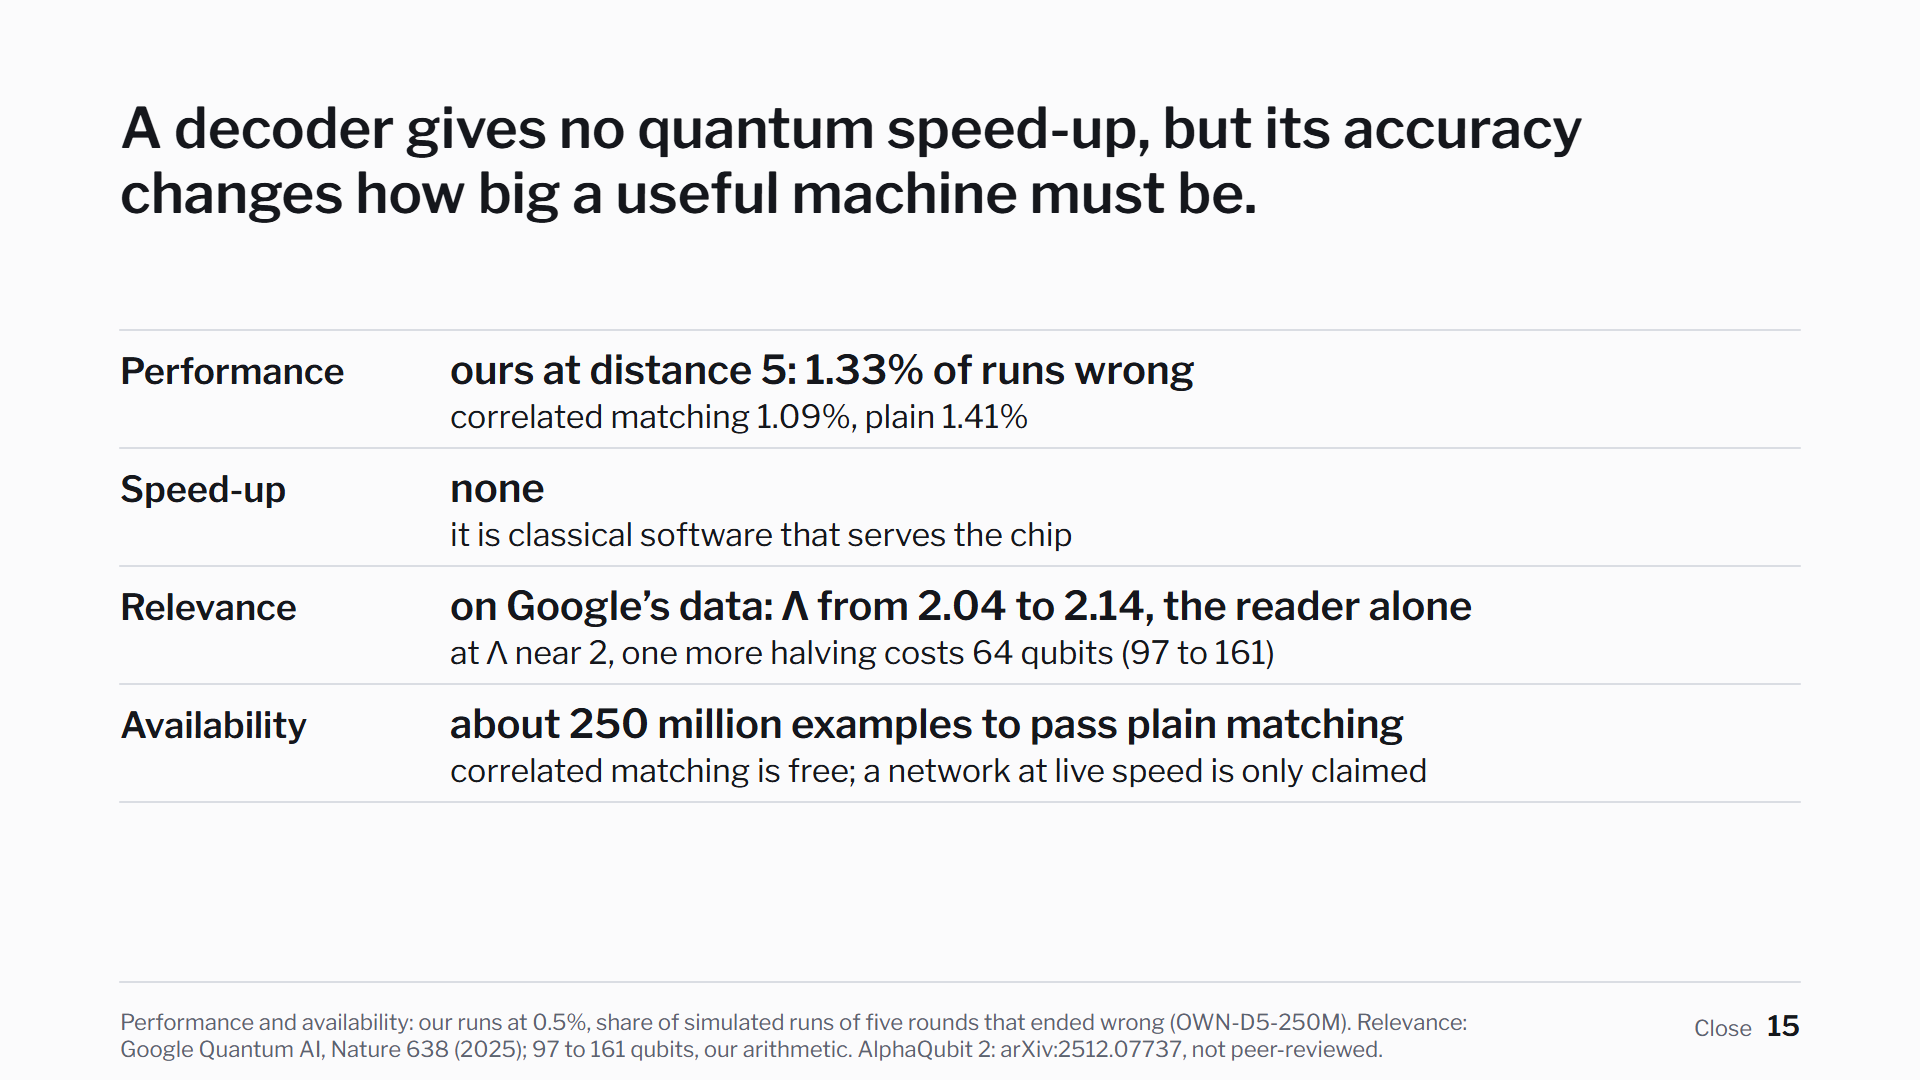 A decoder gives no quantum speed-up, but its accuracy
changes how big a useful machine must be.
Performance
ours at distance 5: 1.33% of runs wrong
correlated matching 1.09%, plain 1.41%
Speed-up
none
it is classical software that serves the chip
Relevance
on Google’s data: Λ from 2.04 to 2.14, the reader alone
at Λ near 2, one more halving costs 64 qubits (97 to 161)
Availability
about 250 million examples to pass plain matching
correlated matching is free; a network at live speed is only claimed
Performance and availability: our runs at 0.5%, share of simulated runs of five rounds that ended wrong (OWN-D5-250M). Relevance:
Google Quantum AI, Nature 638 (2025); 97 to 161 qubits, our arithmetic. AlphaQubit 2: arXiv:2512.07737, not peer-reviewed.
Close 15